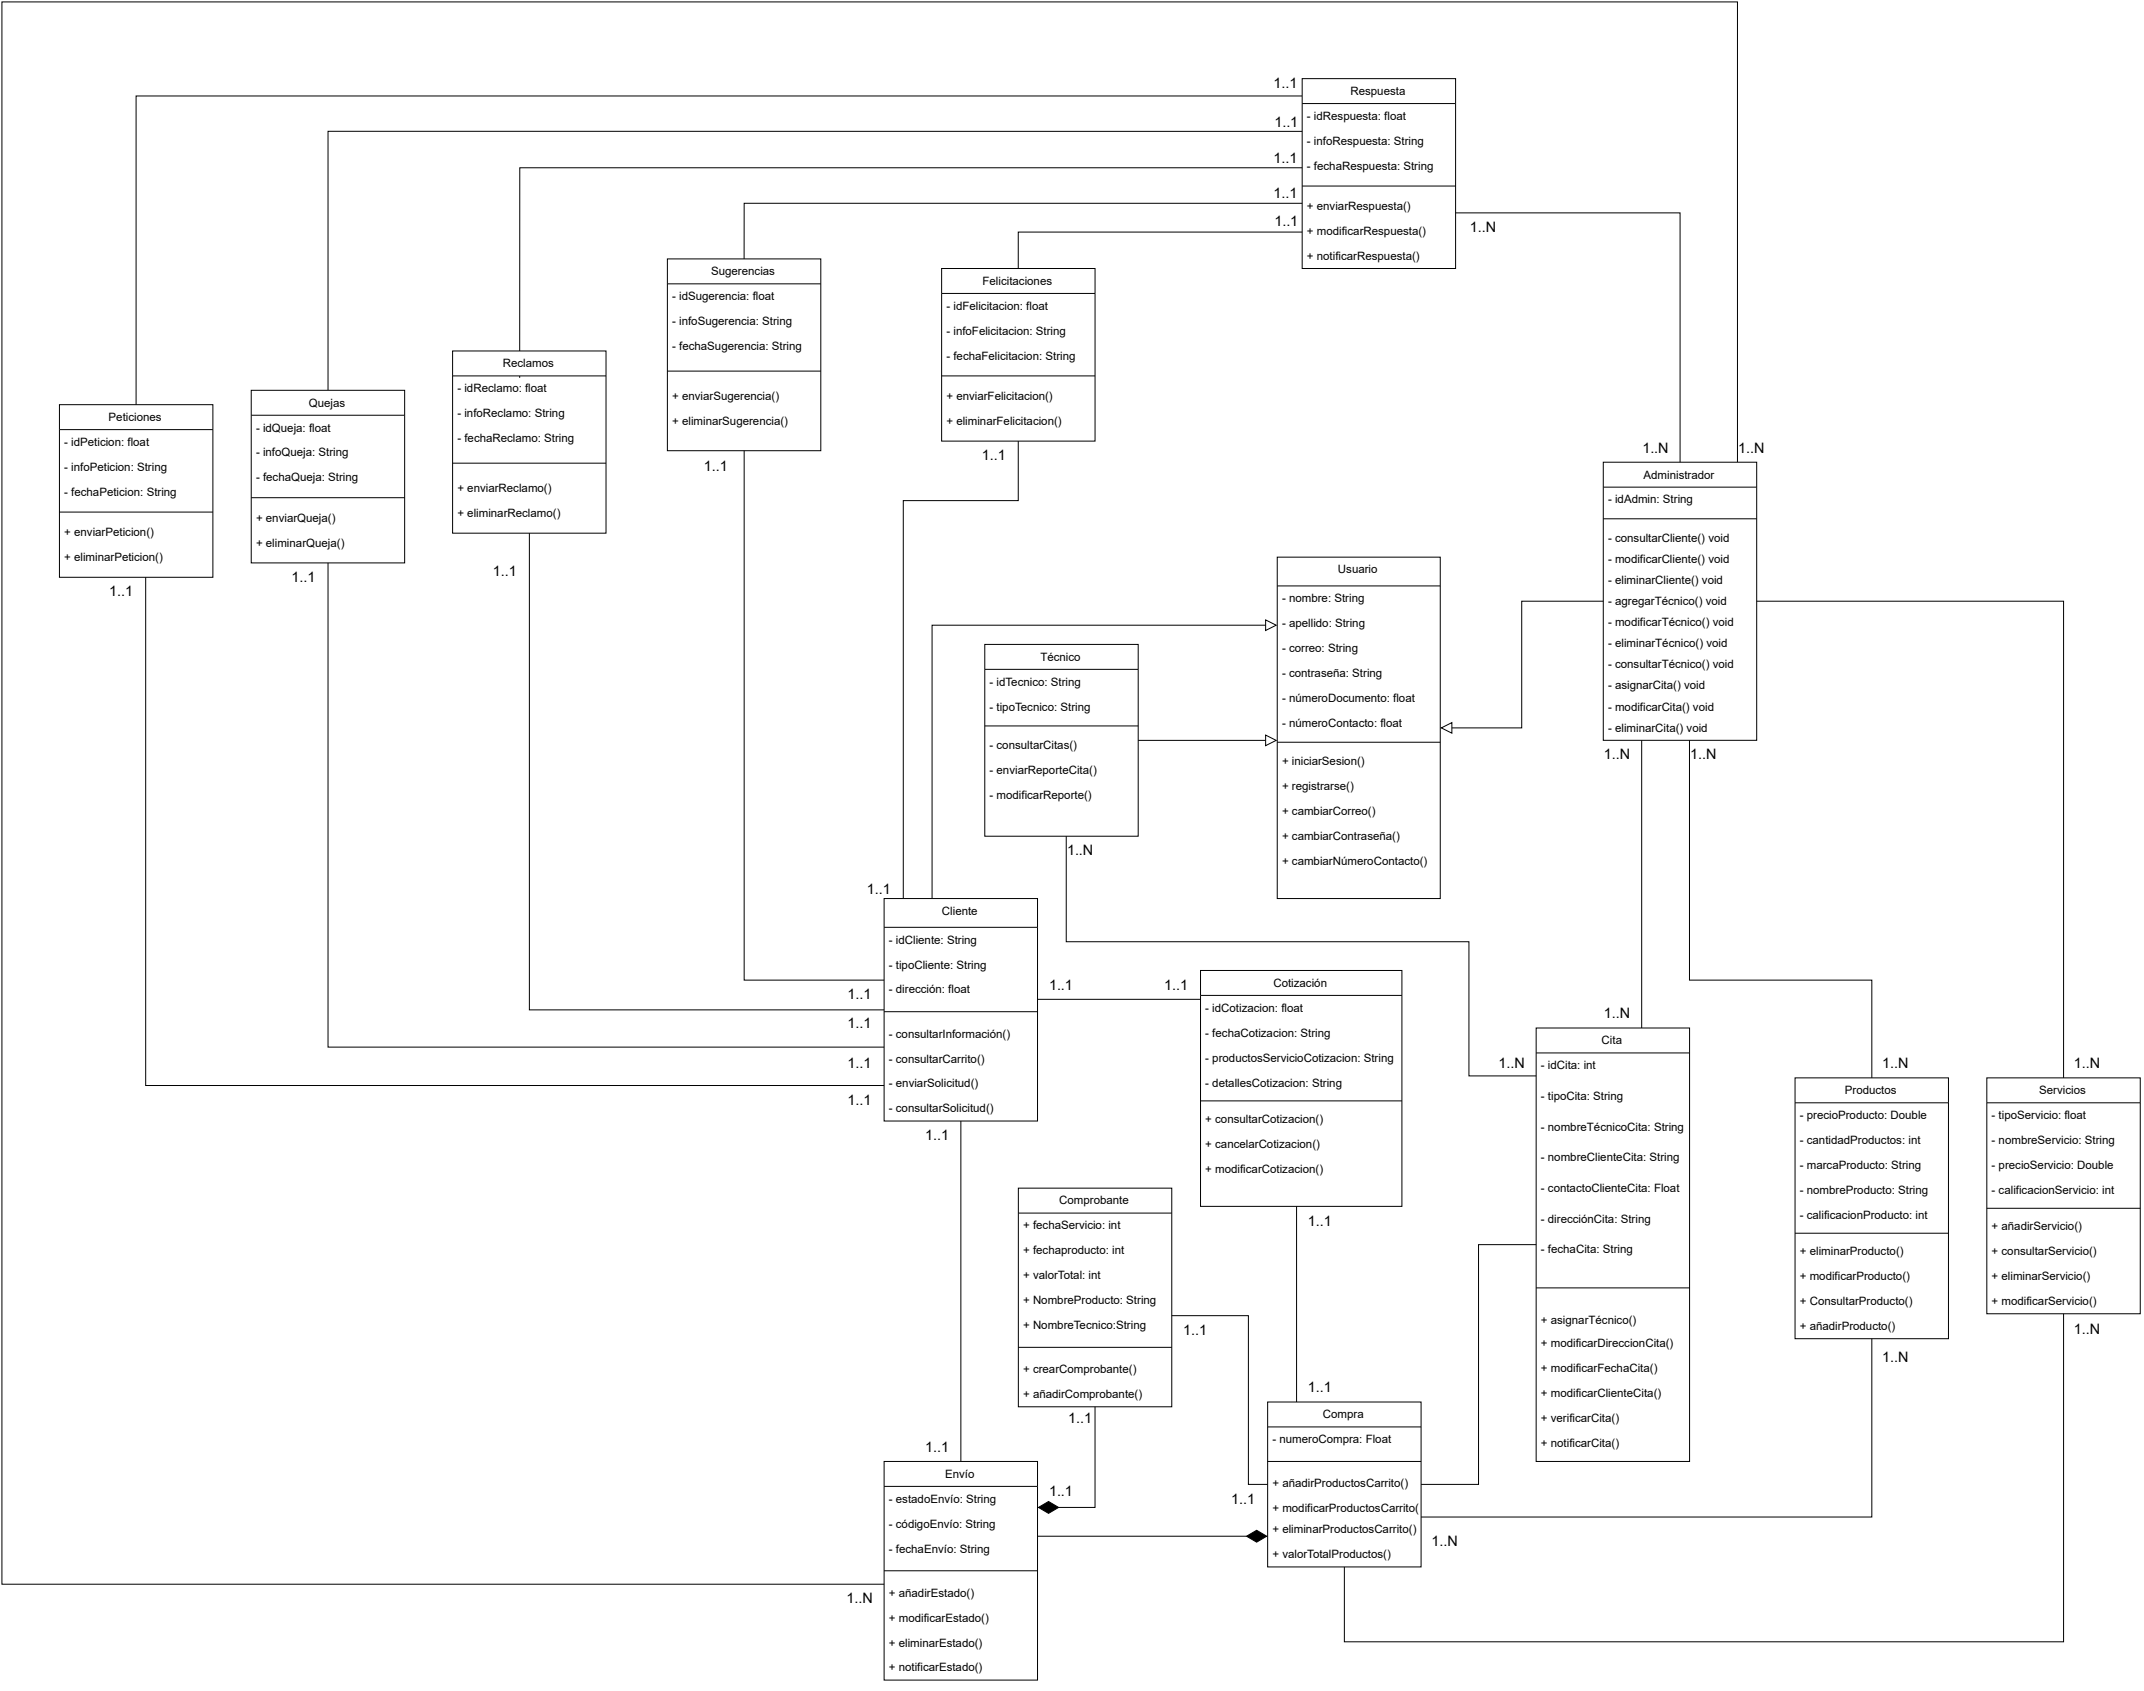 1..1
Respuesta
- idRespuesta: float
- infoRespuesta: String
- fechaRespuesta: String
+ enviarRespuesta()
+ modificarRespuesta()
+ notificarRespuesta()
1..1
1..1
1..1
1..1
1..N
Sugerencias
- idSugerencia: float
- infoSugerencia: String
- fechaSugerencia: String
+ enviarSugerencia()
+ eliminarSugerencia()
1..1
Felicitaciones
- idFelicitacion: float
- infoFelicitacion: String
- fechaFelicitacion: String
+ enviarFelicitacion()
+ eliminarFelicitacion()
1..1
Reclamos
- idReclamo: float
- infoReclamo: String
- fechaReclamo: String
+ enviarReclamo()
+ eliminarReclamo()
1..1
Quejas
- idQueja: float
- infoQueja: String
- fechaQueja: String
+ enviarQueja()
+ eliminarQueja()
1..1
Peticiones
- idPeticion: float
- infoPeticion: String
- fechaPeticion: String
+ enviarPeticion()
+ eliminarPeticion()
1..1
1..N
1..N
Administrador
- idAdmin: String
- consultarCliente() void
- modificarCliente() void
- eliminarCliente() void
- agregarTécnico() void
- modificarTécnico() void
- eliminarTécnico() void
- consultarTécnico() void
- asignarCita() void
- modificarCita() void
- eliminarCita() void
1..N
1..N
Usuario
- nombre: String
- apellido: String
- correo: String
- contraseña: String
- númeroDocumento: float
- númeroContacto: float
+ iniciarSesion()
+ registrarse()
+ cambiarCorreo()
+ cambiarContraseña()
+ cambiarNúmeroContacto()
Técnico
- idTecnico: String
- tipoTecnico: String
- consultarCitas()
- enviarReporteCita()
- modificarReporte()
1..N
1..1
Cliente
- idCliente: String
- tipoCliente: String
- dirección: float
- consultarInformación()
- consultarCarrito()
- enviarSolicitud()
- consultarSolicitud()
1..1
1..1
1..1
1..1
1..1
1..1
1..1
Cotización
- idCotizacion: float
- fechaCotizacion: String
- productosServicioCotizacion: String
- detallesCotizacion: String
+ consultarCotizacion()
+ cancelarCotizacion()
+ modificarCotizacion()
1..1
1..N
1..N
Cita
- idCita: int
- tipoCita: String
- nombreTécnicoCita: String
- nombreClienteCita: String
- contactoClienteCita: Float
- direcciónCita: String
- fechaCita: String
+ asignarTécnico()
+ modificarDireccionCita()
+ modificarFechaCita()
+ modificarClienteCita()
+ verificarCita()
+ notificarCita()
1..N
Productos
- precioProducto: Double
- cantidadProductos: int
- marcaProducto: String
- nombreProducto: String
- calificacionProducto: int
+ eliminarProducto()
+ modificarProducto()
+ ConsultarProducto()
+ añadirProducto()
1..N
1..N
Servicios
- tipoServicio: float
- nombreServicio: String
- precioServicio: Double
- calificacionServicio: int
+ añadirServicio()
+ consultarServicio()
+ eliminarServicio()
+ modificarServicio()
1..N
Comprobante
+ fechaServicio: int
+ fechaproducto: int
+ valorTotal: int
+ NombreProducto: String
+ NombreTecnico:String
+ crearComprobante()
+ añadirComprobante()
1..1
1..1
1..1
Compra
- numeroCompra: Float
+ añadirProductosCarrito()
+ modificarProductosCarrito(
+ eliminarProductosCarrito()
+ valorTotalProductos()
1..1
1..N
1..1
Envío
- estadoEnvío: String
- códigoEnvío: String
- fechaEnvío: String
+ añadirEstado()
+ modificarEstado()
+ eliminarEstado()
+ notificarEstado()
1..1
1..N